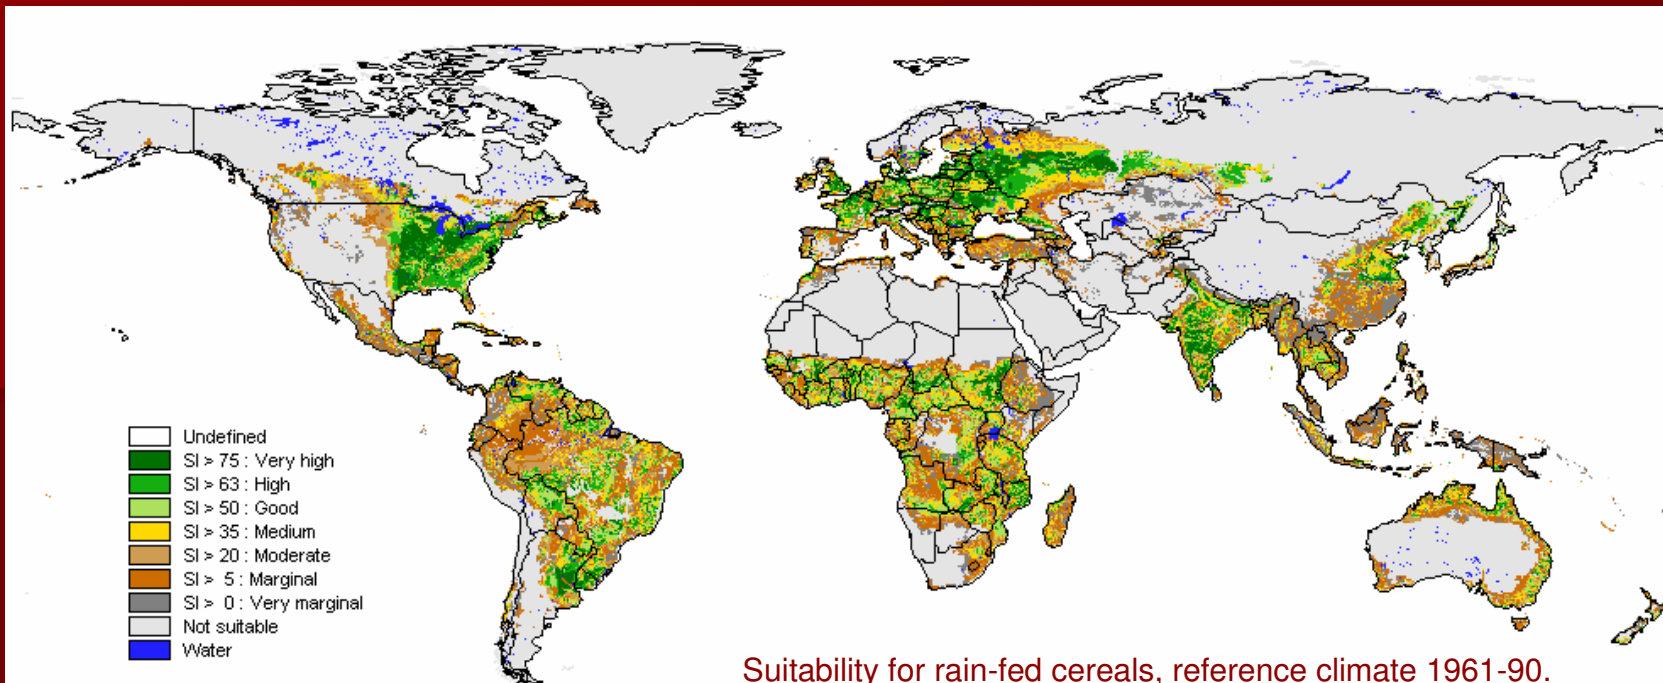 Undefined
SI > 75 : Very high
SI > 63 : High
SI > 50 : Good
SI > 35 : Medium
SI > 20 : Moderate
SI > 5 : Marginal
SI > 0 : Very marginal
Not suitable
Water
Suitability for rain-fed cereals, reference climate 1961-90.